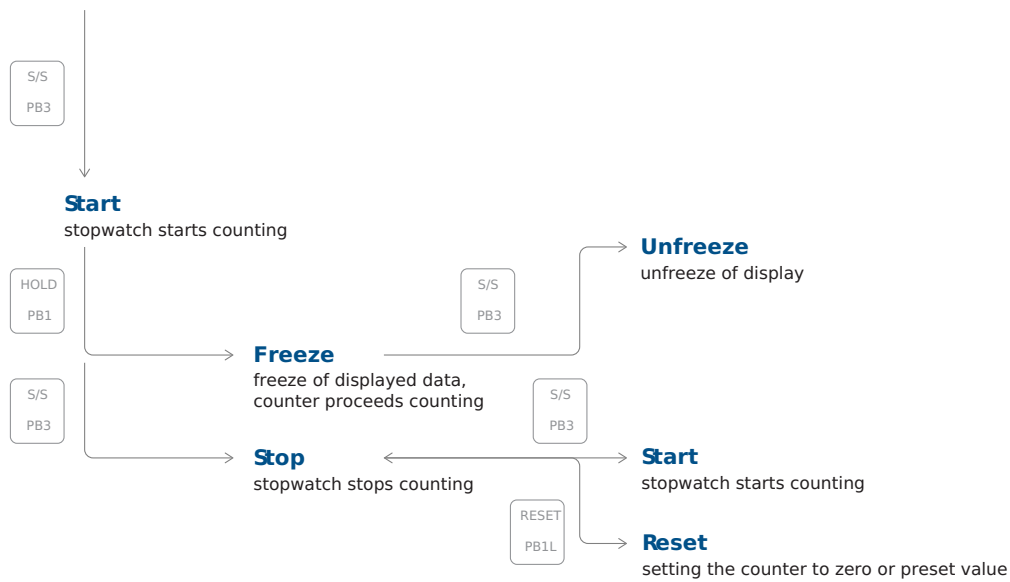 S/S
PB3
Start
stopwatch starts counting
Unfreeze
unfreeze of display
HOLD
PB1
S/S
PB3
Freeze
freeze of displayed data,
counter proceeds counting
S/S
PB3
S/S
PB3
Stop
stopwatch stops counting
Start
stopwatch starts counting
RESET
PB1L
Reset
setting the counter to zero or preset value